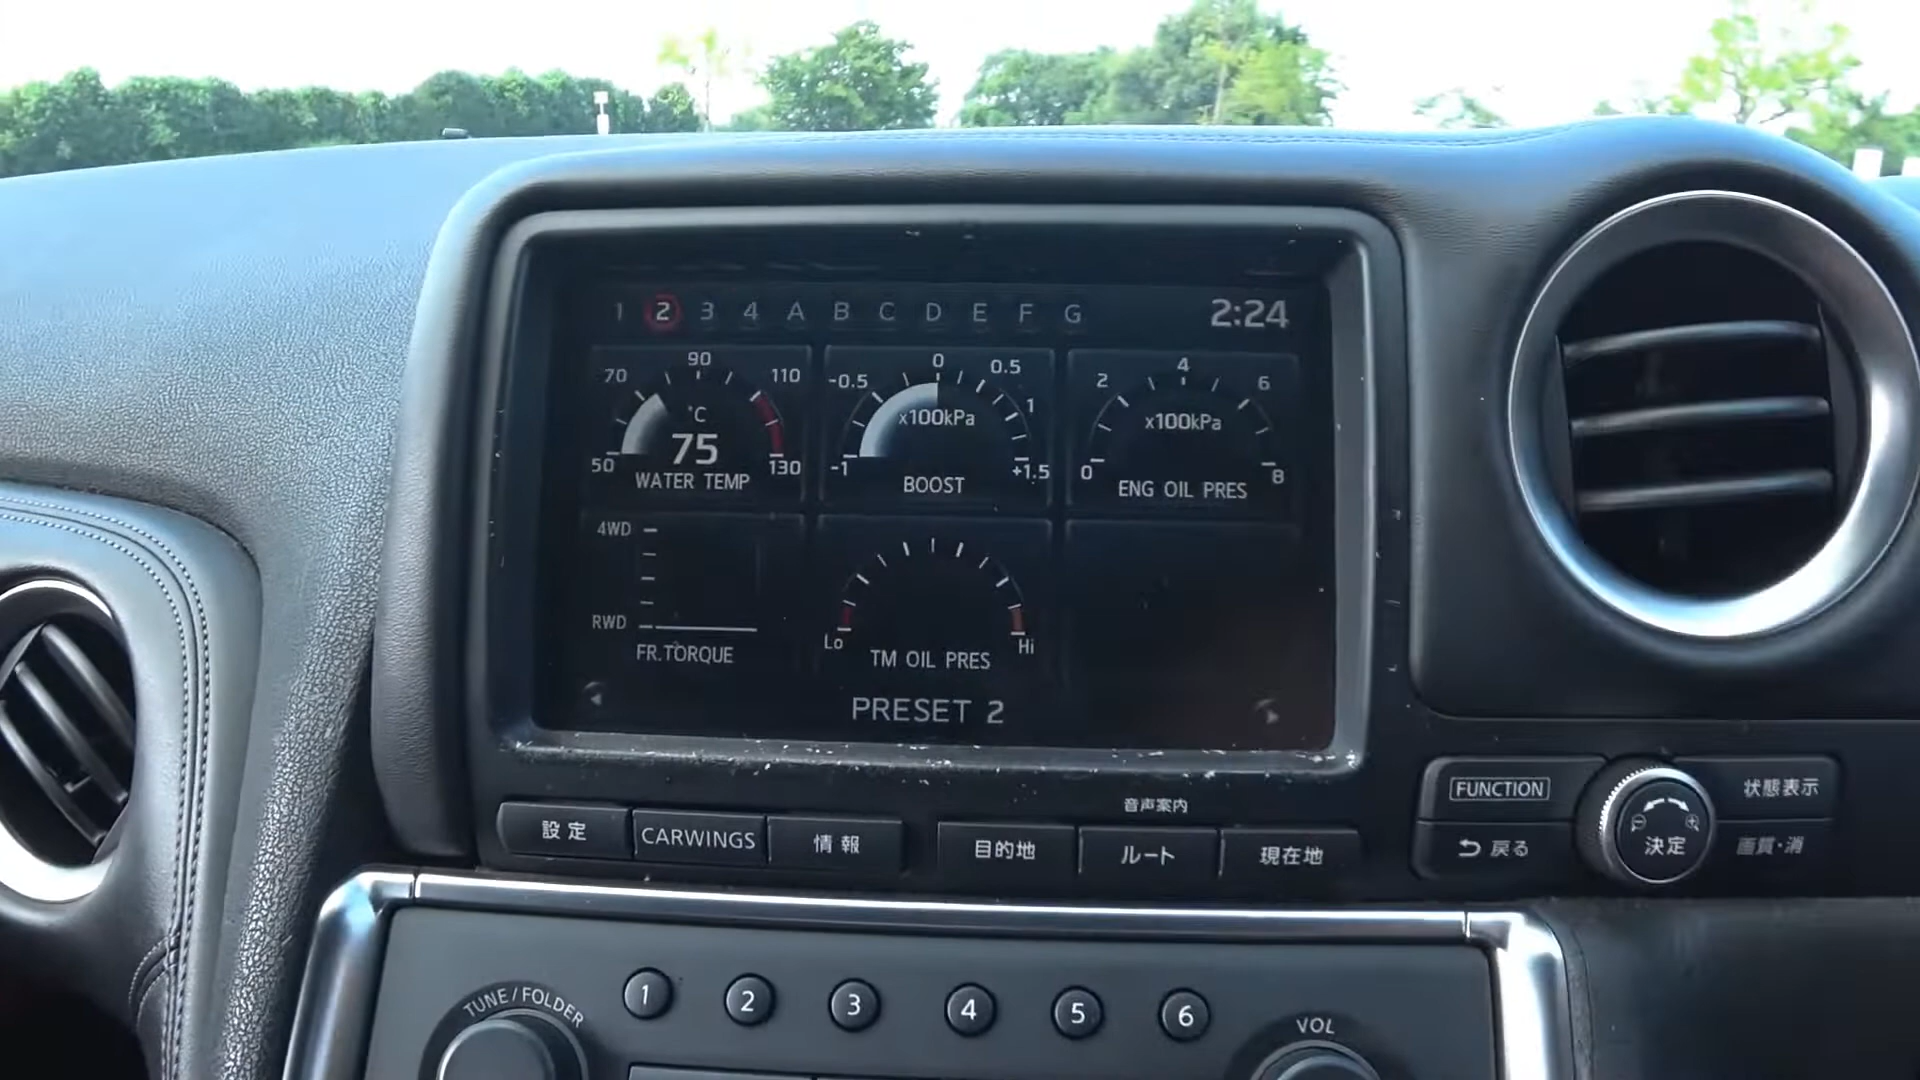 1 2 3 4 A B C D E F G 2:24
50 70 90 110 130
°C
75
WATER TEMP
-1 -0.5 0 0.5 1 +1.5
x100kPa
BOOST
0 2 4 6 8
x100kPa
ENG OIL PRES
4WD
RWD
FR.TORQUE
Lo Hi
TM OIL PRES
PRESET 2
設定 CARWINGS 情報
音声案内
目的地 ルート 現在地
FUNCTION 状態表示
戻る 決定 画質・消
TUNE/FOLDER 1 2 3 4 5 6 VOL